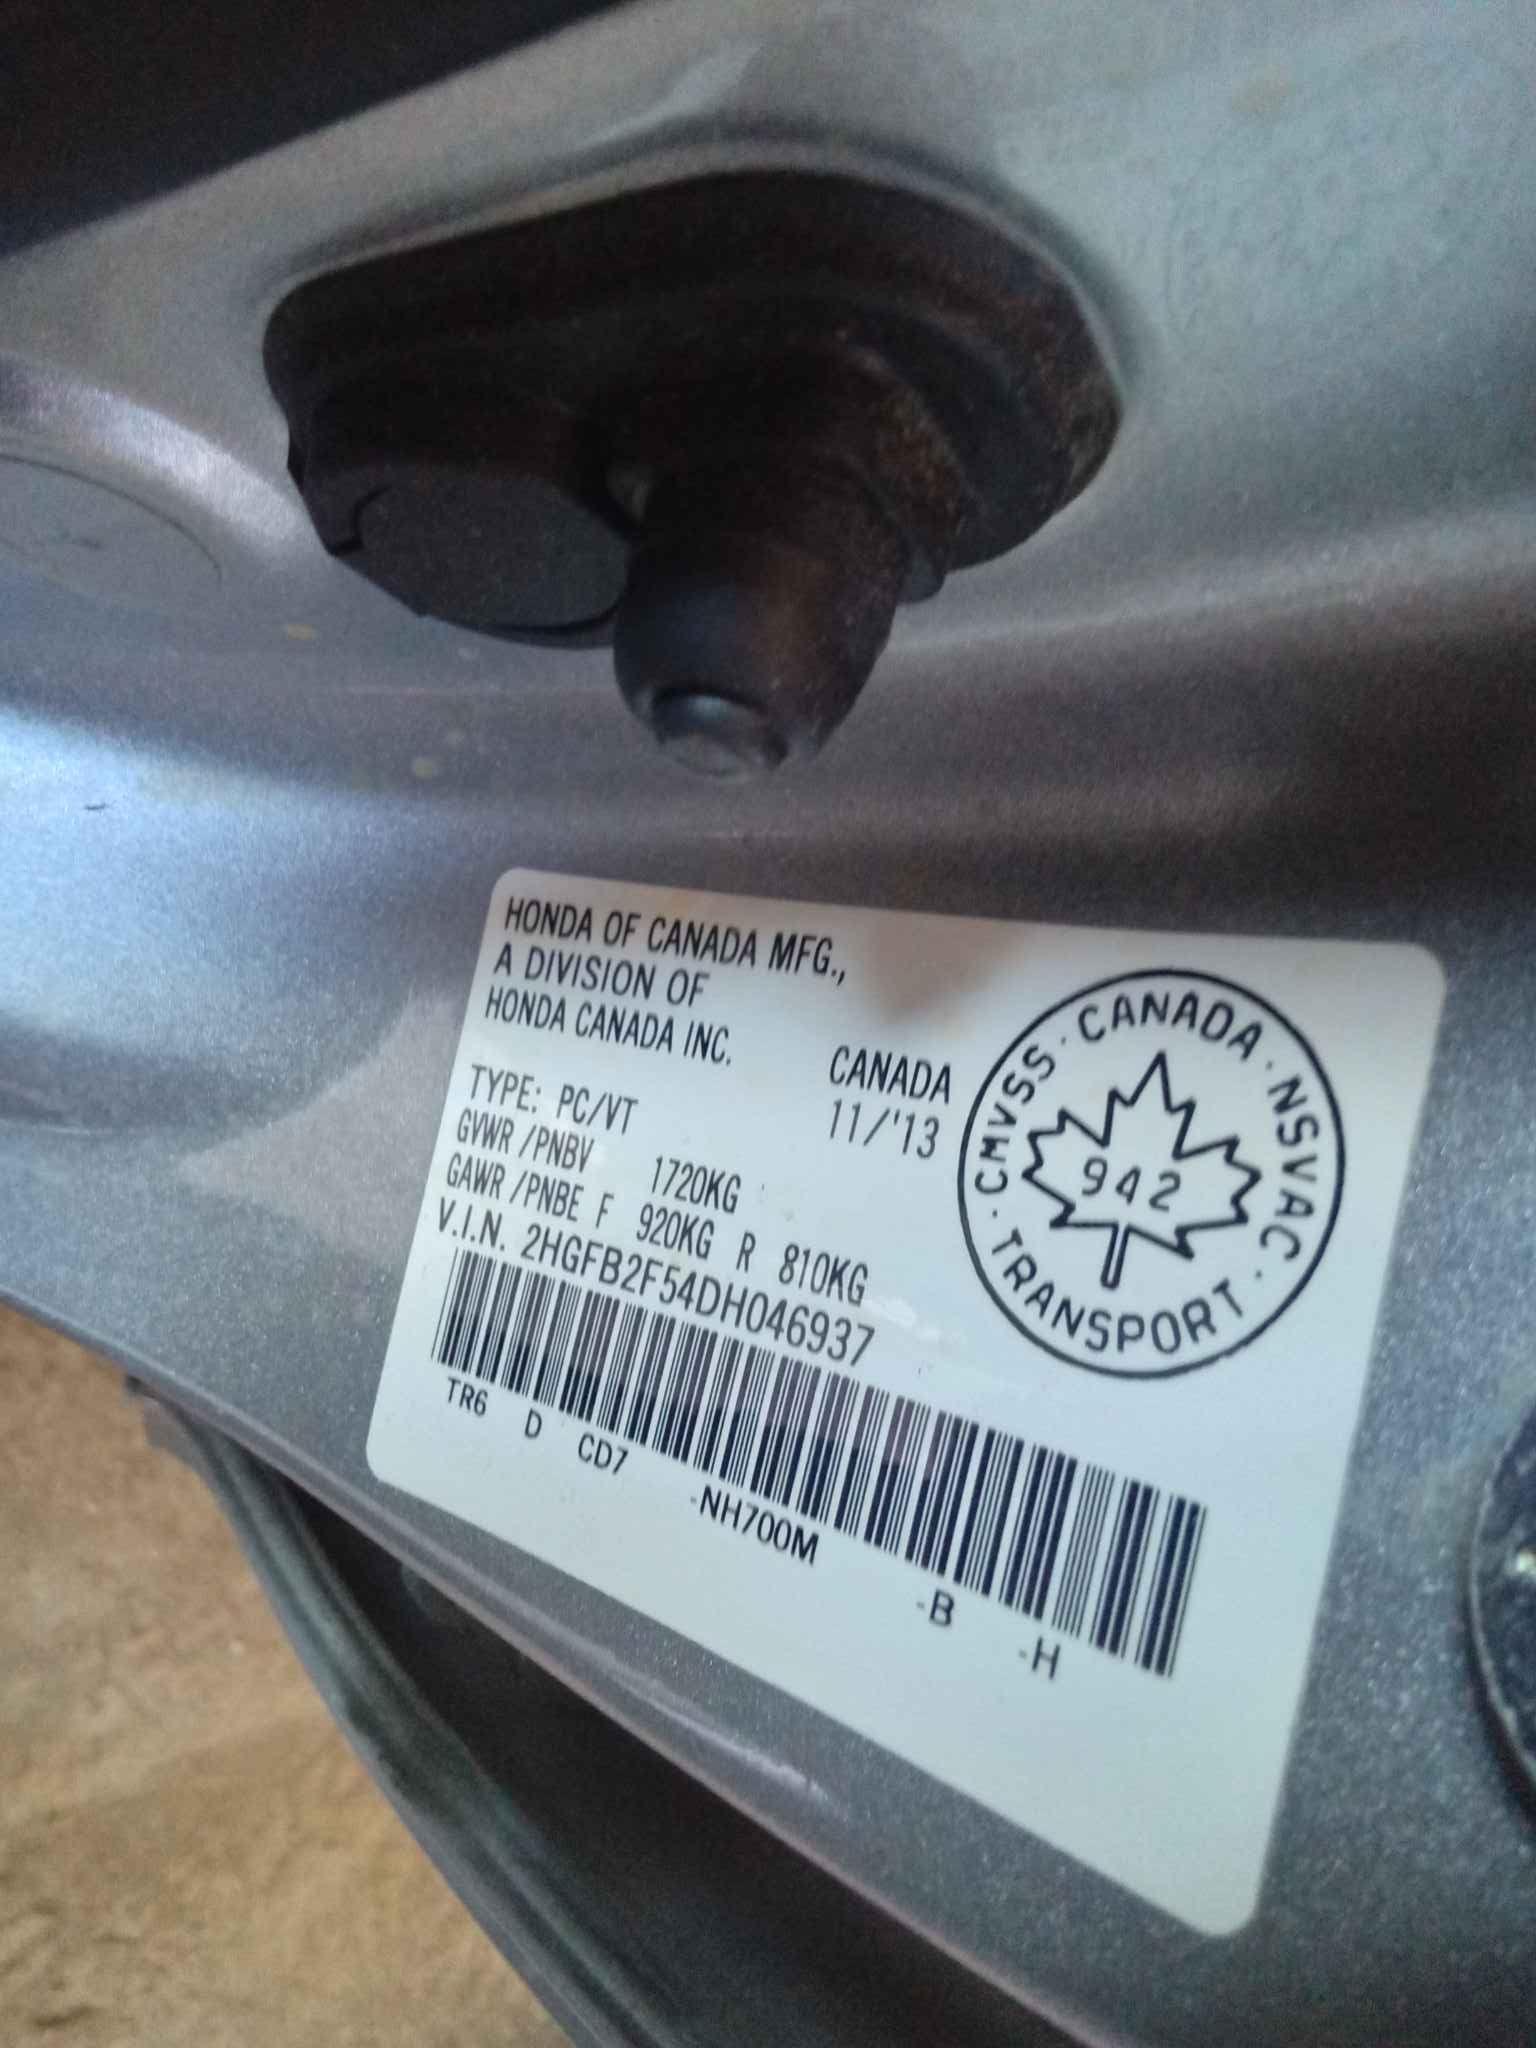 HONDA OF CANADA MFG.,
A DIVISION OF
HONDA CANADA INC.
CANADA
TYPE: PC/VT
11/'13
GVWR /PNBV 1720KG
GAWR /PNBE F 920KG R 810KG
V.I.N. 2HGFB2F54DH046937
TR6 D CD7 -NH700M -B -H
CMVSS · CANADA · NSVAC · TRANSPORT ·
942